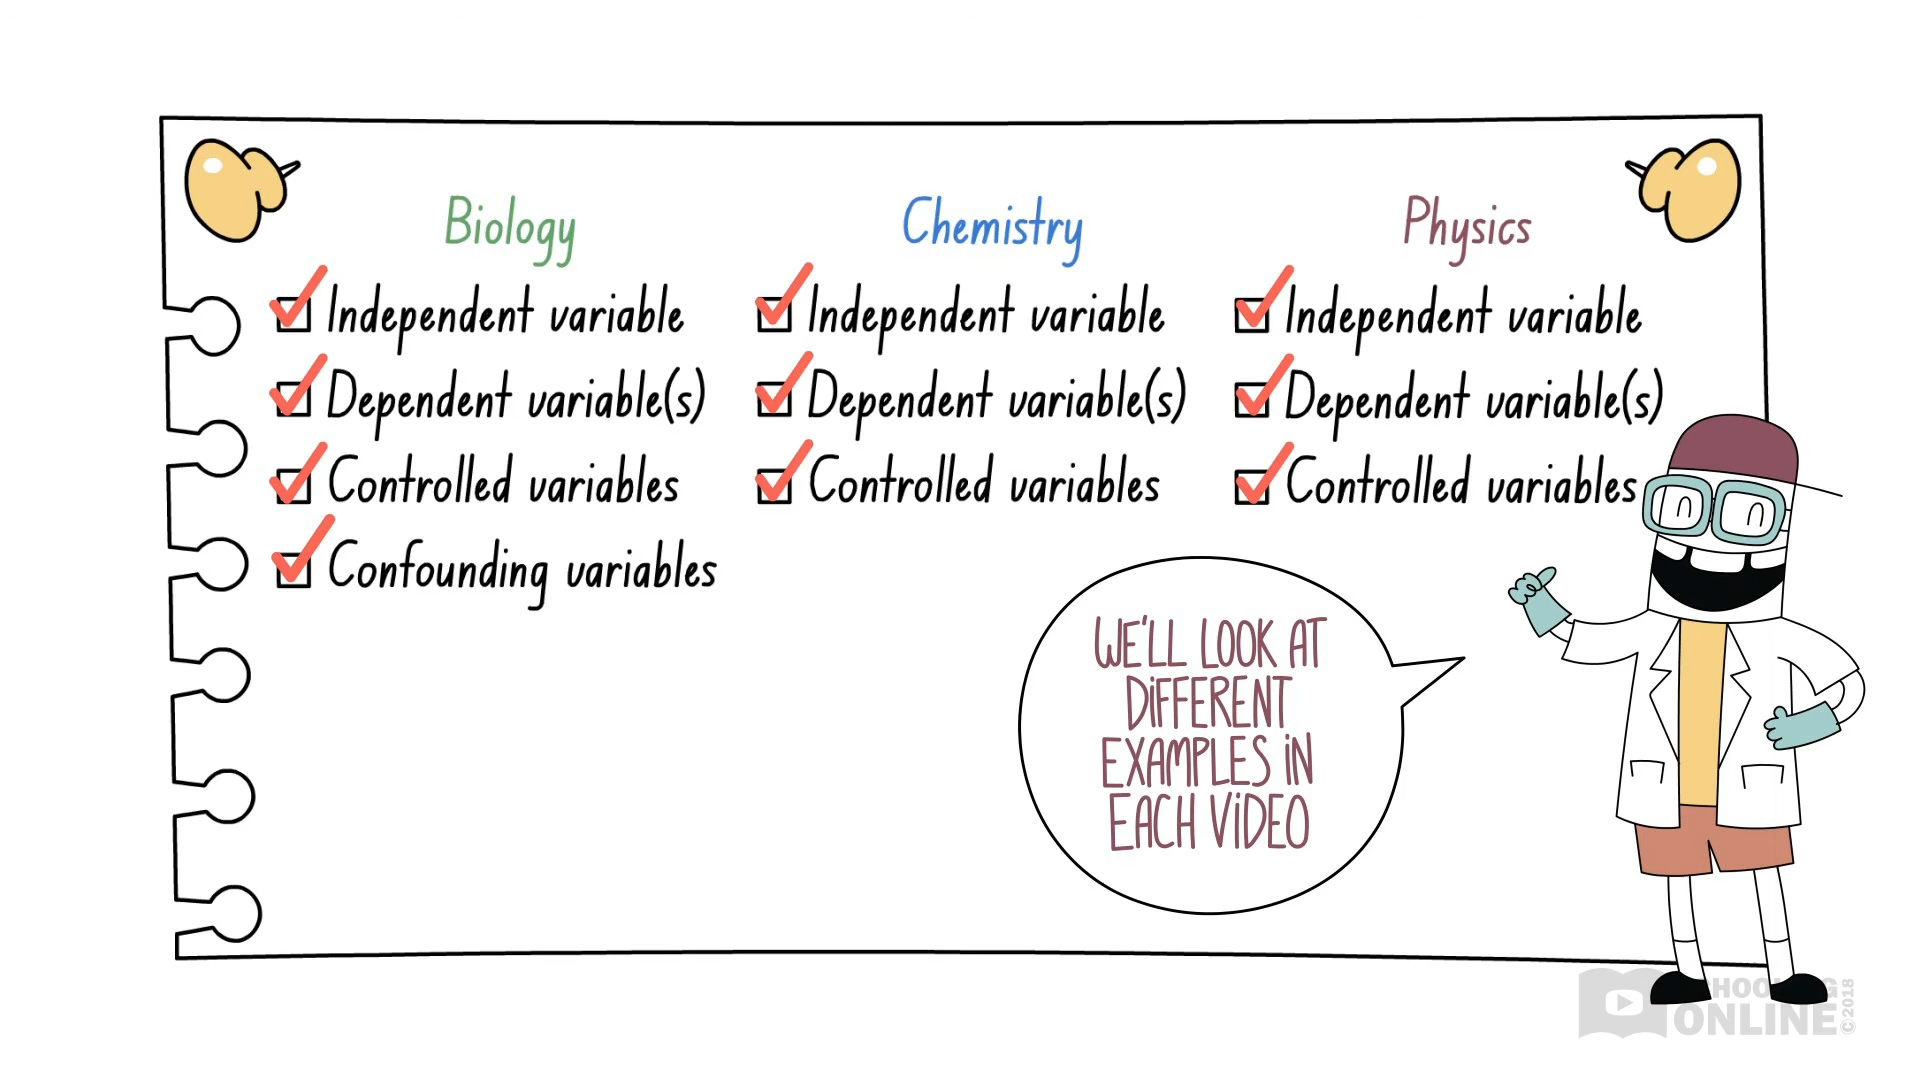 Biology
Independent variable
Dependent variable(s)
Controlled variables
Confounding variables
Chemistry
Independent variable
Dependent variable(s)
Controlled variables
Physics
Independent variable
Dependent variable(s)
Controlled variables
WE'LL LOOK AT
DIFFERENT
EXAMPLES IN
EACH VIDEO
ONLINE
©2018